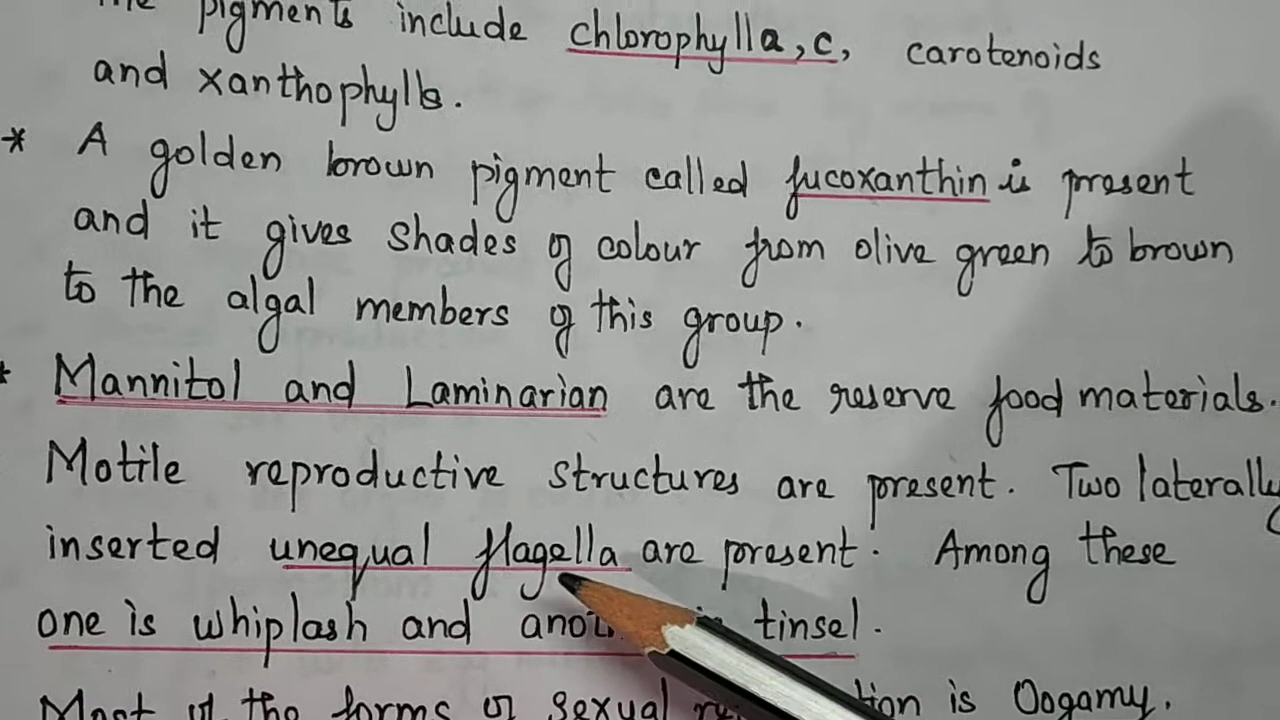 The pigments include chlorophyll a, c, carotenoids
and xanthophylls.
* A golden brown pigment called fucoxanthin is present
and it gives shades of colour from olive green to brown
to the algal members of this group.
* Mannitol and Laminarian are the reserve food materials.
Motile reproductive structures are present. Two laterally
inserted unequal flagella are present. Among these
one is whiplash and tinsel.
Most of the forms of sexual is Oogamy.